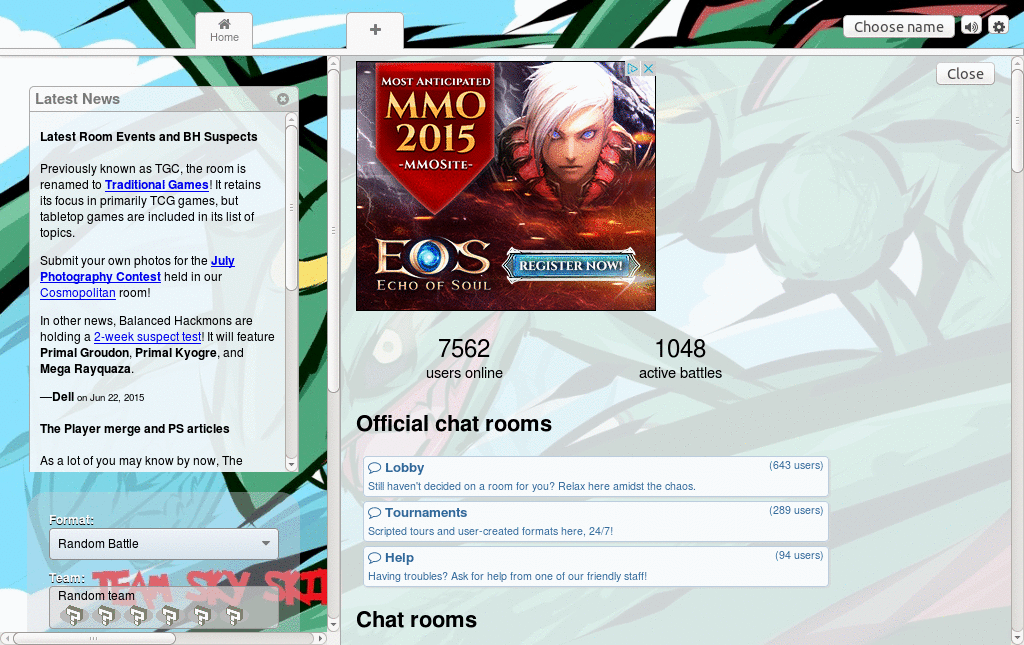 Home
+
Choose name
Latest News
Latest Room Events and BH Suspects
Previously known as TGC, the room is
renamed to Traditional Games! It retains
its focus in primarily TCG games, but
tabletop games are included in its list of
topics.
Submit your own photos for the July
Photography Contest held in our
Cosmopolitan room!
In other news, Balanced Hackmons are
holding a 2-week suspect test! It will feature
Primal Groudon, Primal Kyogre, and
Mega Rayquaza.
—Dell on Jun 22, 2015
The Player merge and PS articles
As a lot of you may know by now, The
Format:
Random Battle
Team:
TEAM SKY SKI
Random team
? ? ? ? ? ?
Close
MOST ANTICIPATED
MMO
2015
-MMOSITE-
EOS
ECHO OF SOUL
REGISTER NOW!
7562
users online
1048
active battles
Official chat rooms
Lobby (643 users)
Still haven't decided on a room for you? Relax here amidst the chaos.
Tournaments (289 users)
Scripted tours and user-created formats here, 24/7!
Help (94 users)
Having troubles? Ask for help from one of our friendly staff!
Chat rooms